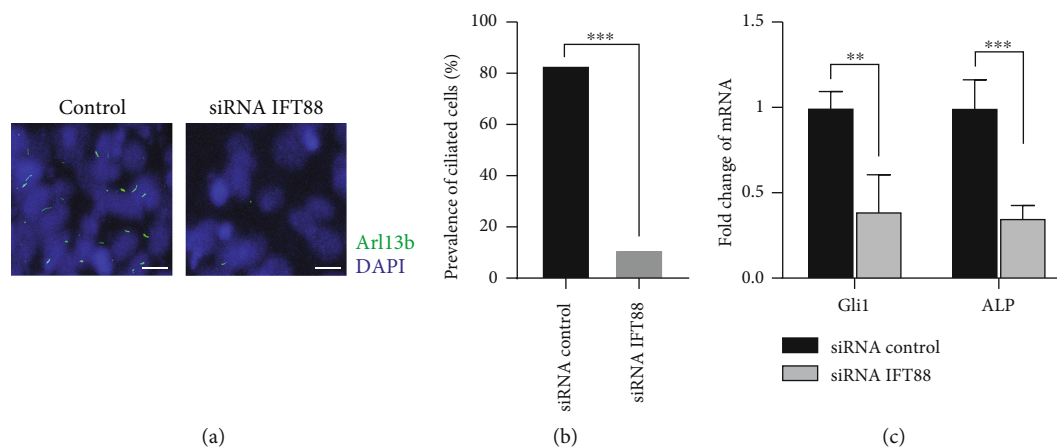 Control
siRNA IFT88
Arl13b
DAPI
(a)
Prevalence of ciliated cells (%)
100
80
60
40
20
0
***
siRNA control
siRNA IFT88
(b)
Fold change of mRNA
1.5
1
0.5
0.0
**
***
Gli1
ALP
siRNA control
siRNA IFT88
(c)